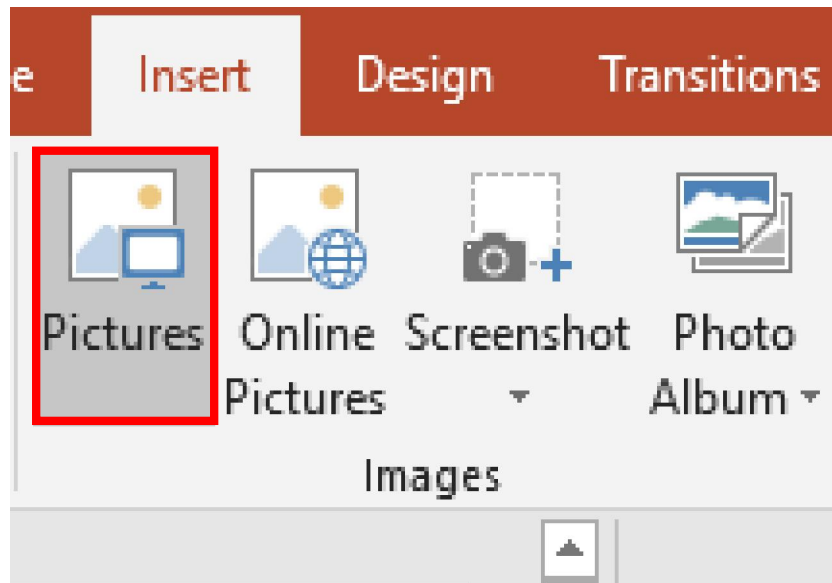 e Insert Design Transitions
Pictures Online Screenshot Photo
Pictures Album
Images